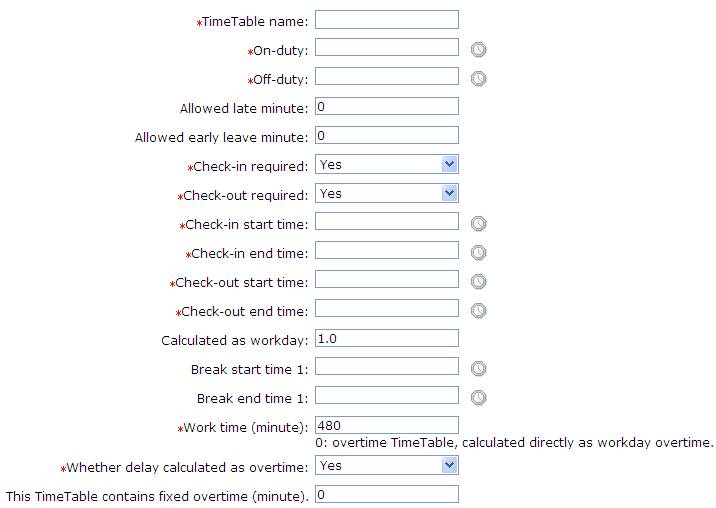 *TimeTable name:
*On-duty:
*Off-duty:
Allowed late minute: 0
Allowed early leave minute: 0
*Check-in required: Yes
*Check-out required: Yes
*Check-in start time:
*Check-in end time:
*Check-out start time:
*Check-out end time:
Calculated as workday: 1.0
Break start time 1:
Break end time 1:
*Work time (minute): 480
0: overtime TimeTable, calculated directly as workday overtime.
*Whether delay calculated as overtime: Yes
This TimeTable contains fixed overtime (minute). 0